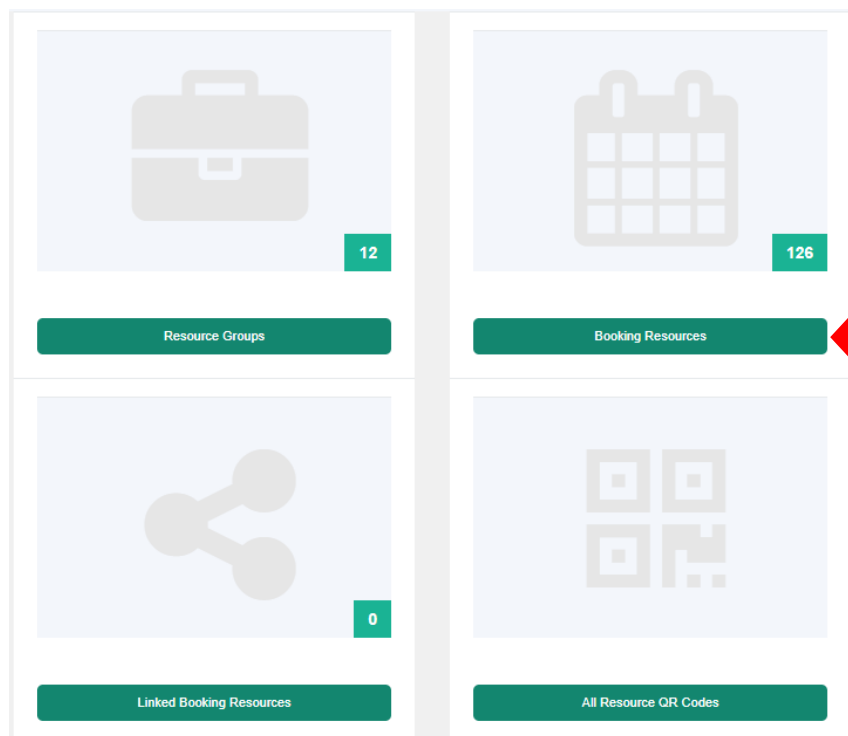 12
126
Resource Groups
Booking Resources
0
Linked Booking Resources
All Resource QR Codes